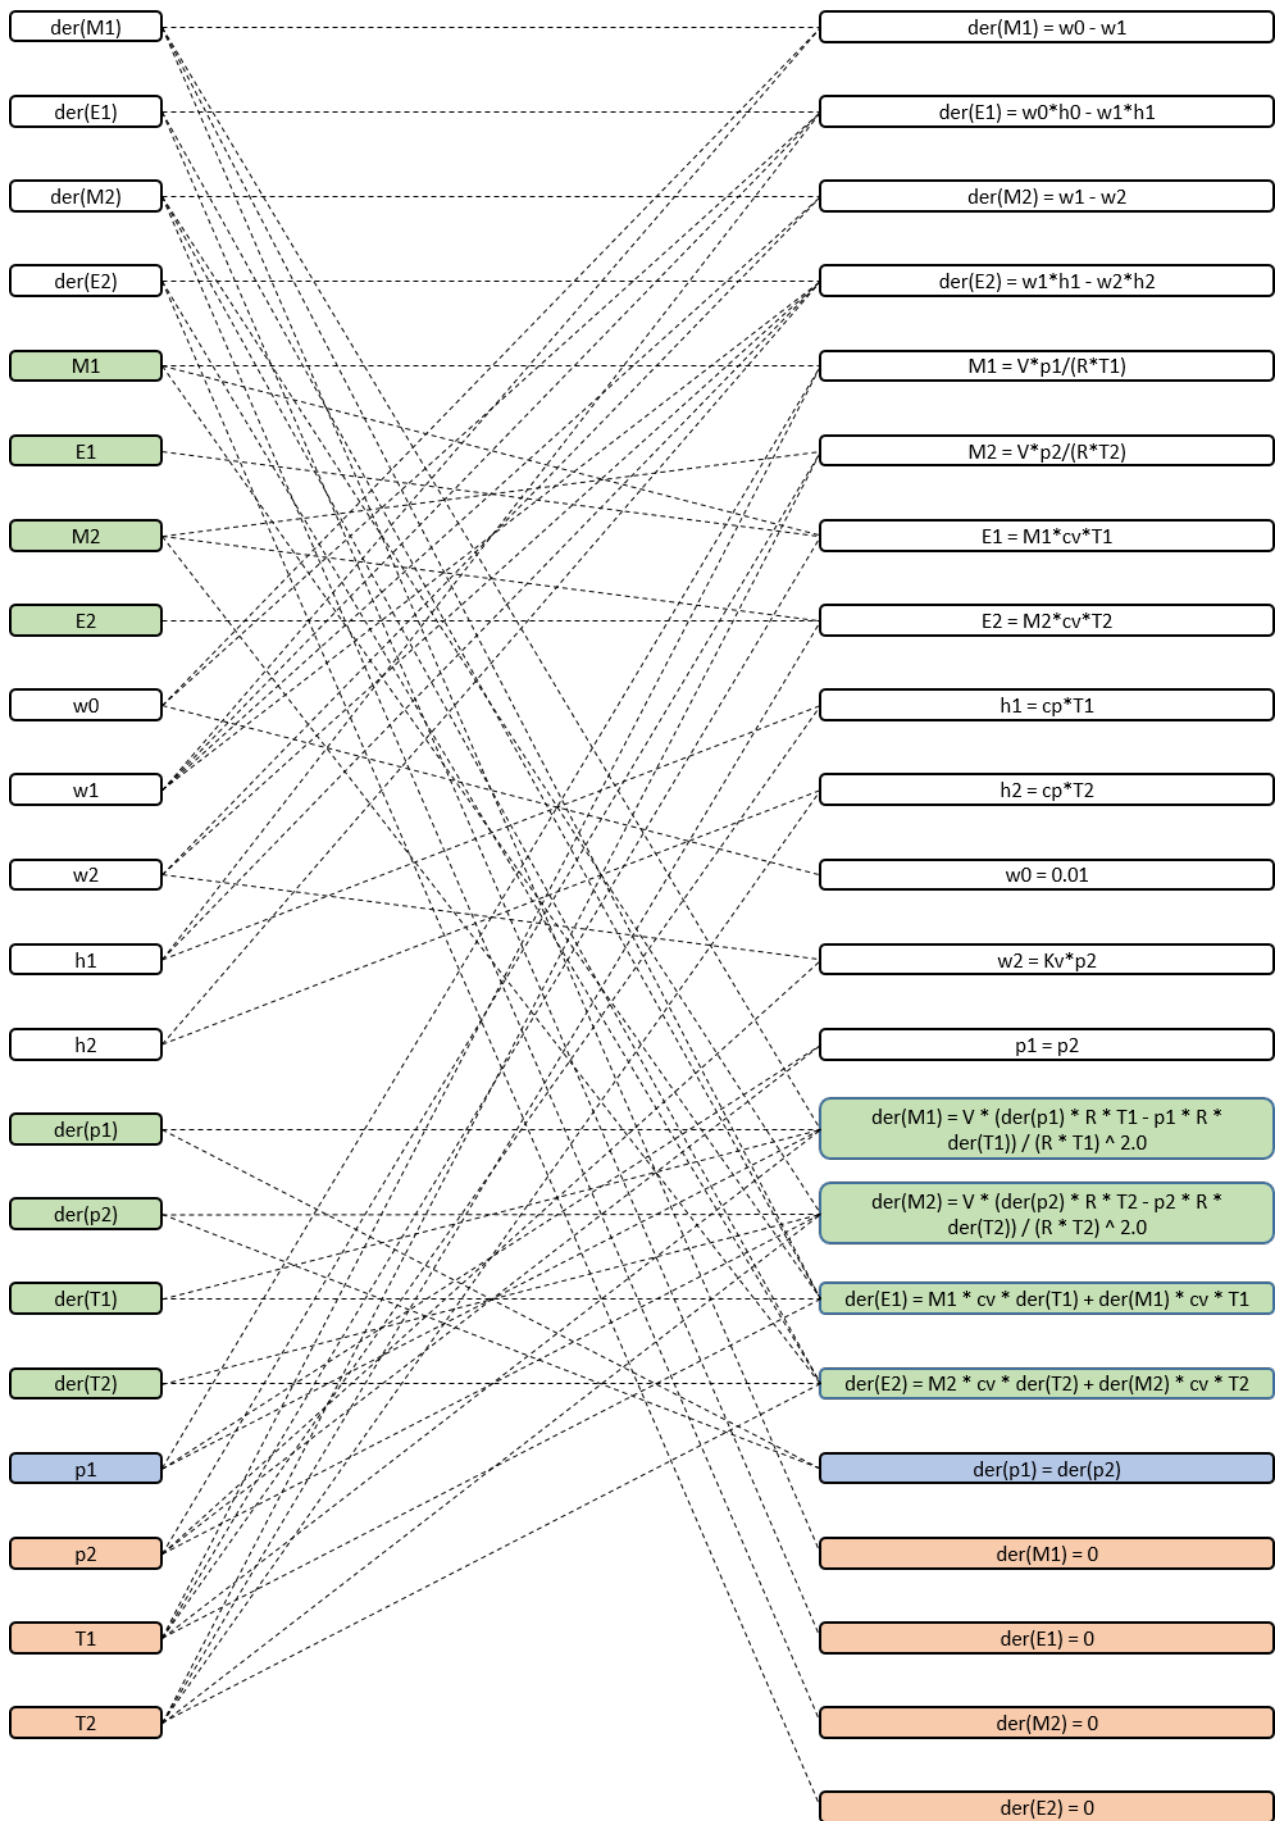 der(M1)
der(M1) = w0 - w1
der(E1)
der(E1) = w0*h0 - w1*h1
der(M2)
der(M2) = w1 - w2
der(E2)
der(E2) = w1*h1 - w2*h2
M1
M1 = V*p1/(R*T1)
E1
M2 = V*p2/(R*T2)
M2
E1 = M1*cv*T1
E2
E2 = M2*cv*T2
w0
h1 = cp*T1
w1
h2 = cp*T2
w2
w0 = 0.01
h1
w2 = Kv*p2
h2
p1 = p2
der(p1)
der(M1) = V * (der(p1) * R * T1 - p1 * R *
der(T1)) / (R * T1) ^ 2.0
der(p2)
der(M2) = V * (der(p2) * R * T2 - p2 * R *
der(T2)) / (R * T2) ^ 2.0
der(T1)
der(E1) = M1 * cv * der(T1) + der(M1) * cv * T1
der(T2)
der(E2) = M2 * cv * der(T2) + der(M2) * cv * T2
p1
der(p1) = der(p2)
p2
der(M1) = 0
T1
der(E1) = 0
T2
der(M2) = 0
der(E2) = 0